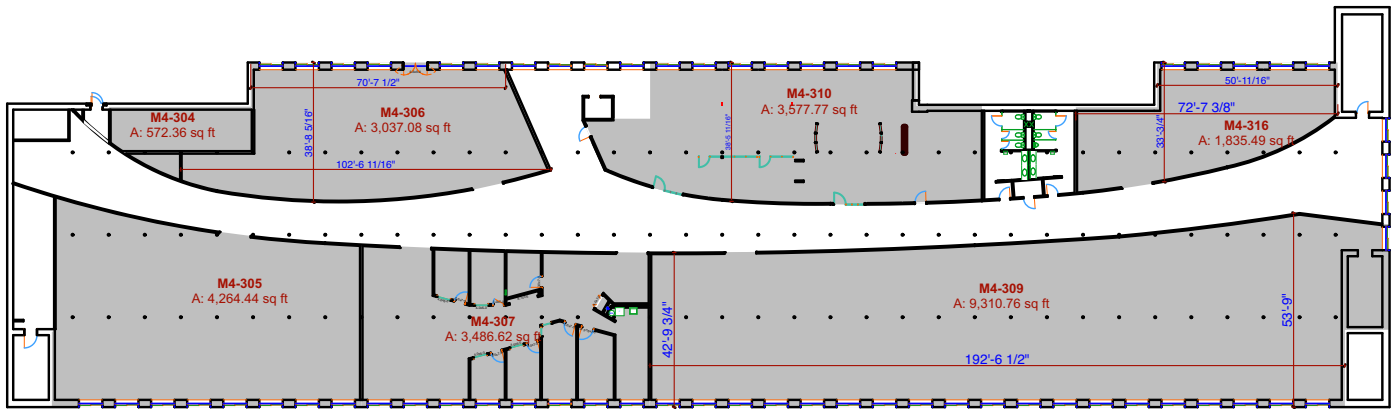 70'-7 1/2"
M4-304
A: 572.36 sq ft
M4-306
A: 3,037.08 sq ft
38'-8 5/16"
102'-6 11/16"
M4-310
A: 3,577.77 sq ft
38'-5 11/16"
50'-11/16"
72'-7 3/8"
M4-316
A: 1,835.49 sq ft
33'-3/4"
M4-305
A: 4,264.44 sq ft
M4-307
A: 3,486.62 sq ft
42'-9 3/4"
M4-309
A: 9,310.76 sq ft
53'-9"
192'-6 1/2"